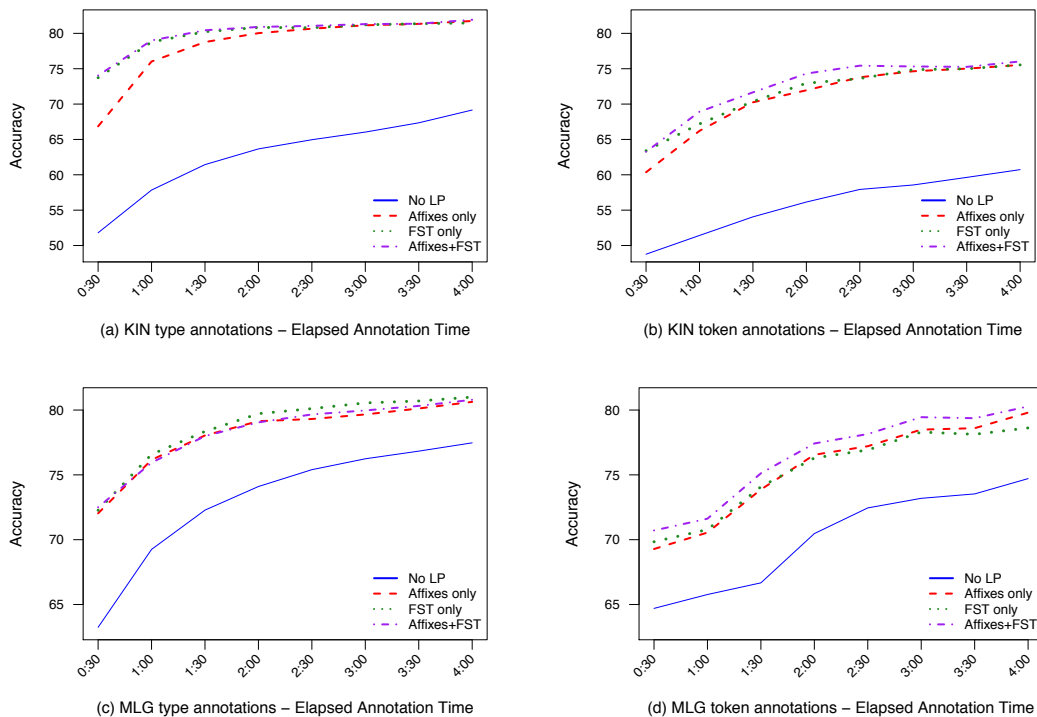 Accuracy
80
75
70
65
60
55
50
No LP
Affixes only
FST only
Affixes+FST
0:30 1:00 1:30 2:00 2:30 3:00 3:30 4:00
(a) KIN type annotations – Elapsed Annotation Time
Accuracy
80
75
70
65
60
55
50
No LP
Affixes only
FST only
Affixes+FST
0:30 1:00 1:30 2:00 2:30 3:00 3:30 4:00
(b) KIN token annotations – Elapsed Annotation Time
Accuracy
80
75
70
65
No LP
Affixes only
FST only
Affixes+FST
0:30 1:00 1:30 2:00 2:30 3:00 3:30 4:00
(c) MLG type annotations – Elapsed Annotation Time
Accuracy
80
75
70
65
No LP
Affixes only
FST only
Affixes+FST
0:30 1:00 1:30 2:00 2:30 3:00 3:30 4:00
(d) MLG token annotations – Elapsed Annotation Time